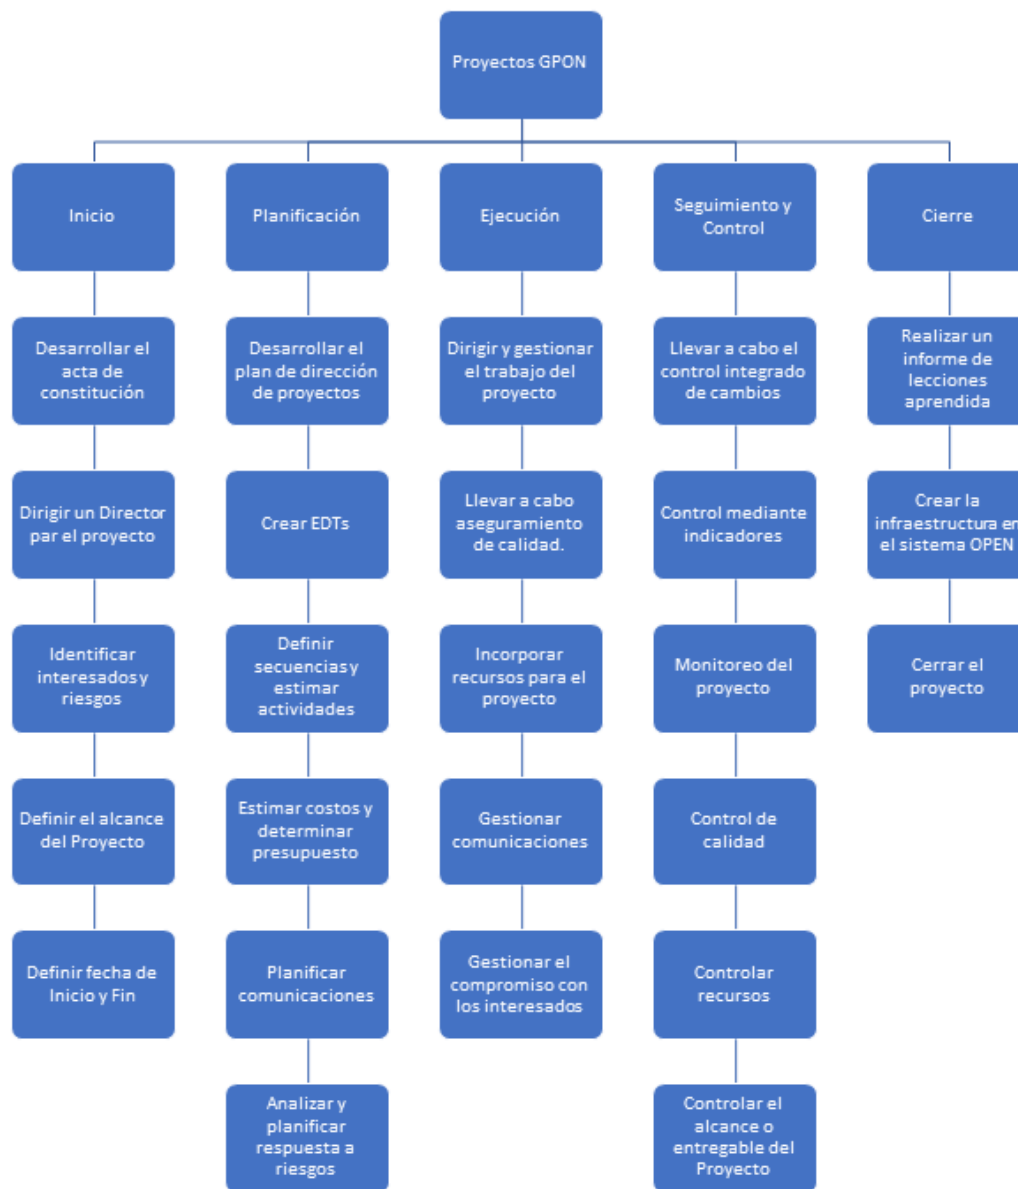 Proyectos GPON
Inicio
Desarrollar el
acta de
constitución
Dirigir un Director
par el proyecto
Identificar
interesados y
riesgos
Definir el alcance
del Proyecto
Definir fecha de
Inicio y Fin
Planificación
Desarrollar el
plan de dirección
de proyectos
Crear EDTs
Definir
secuencias y
estimar
actividades
Estimar costos y
determinar
presupuesto
Planificar
comunicaciones
Analizar y
planificar
respuesta a
riesgos
Ejecución
Dirigir y gestionar
el trabajo del
proyecto
Llevar a cabo
aseguramiento
de calidad.
Incorporar
recursos para el
proyecto
Gestionar
comunicaciones
Gestionar el
compromiso con
los interesados
Seguimiento y
Control
Llevar a cabo el
control integrado
de cambios
Control mediante
indicadores
Monitoreo del
proyecto
Control de
calidad
Controlar
recursos
Controlar el
alcance o
entregable del
Proyecto
Cierre
Realizar un
informe de
lecciones
aprendida
Crear la
infraestructura en
el sistema OPEN
Cerrar el
proyecto